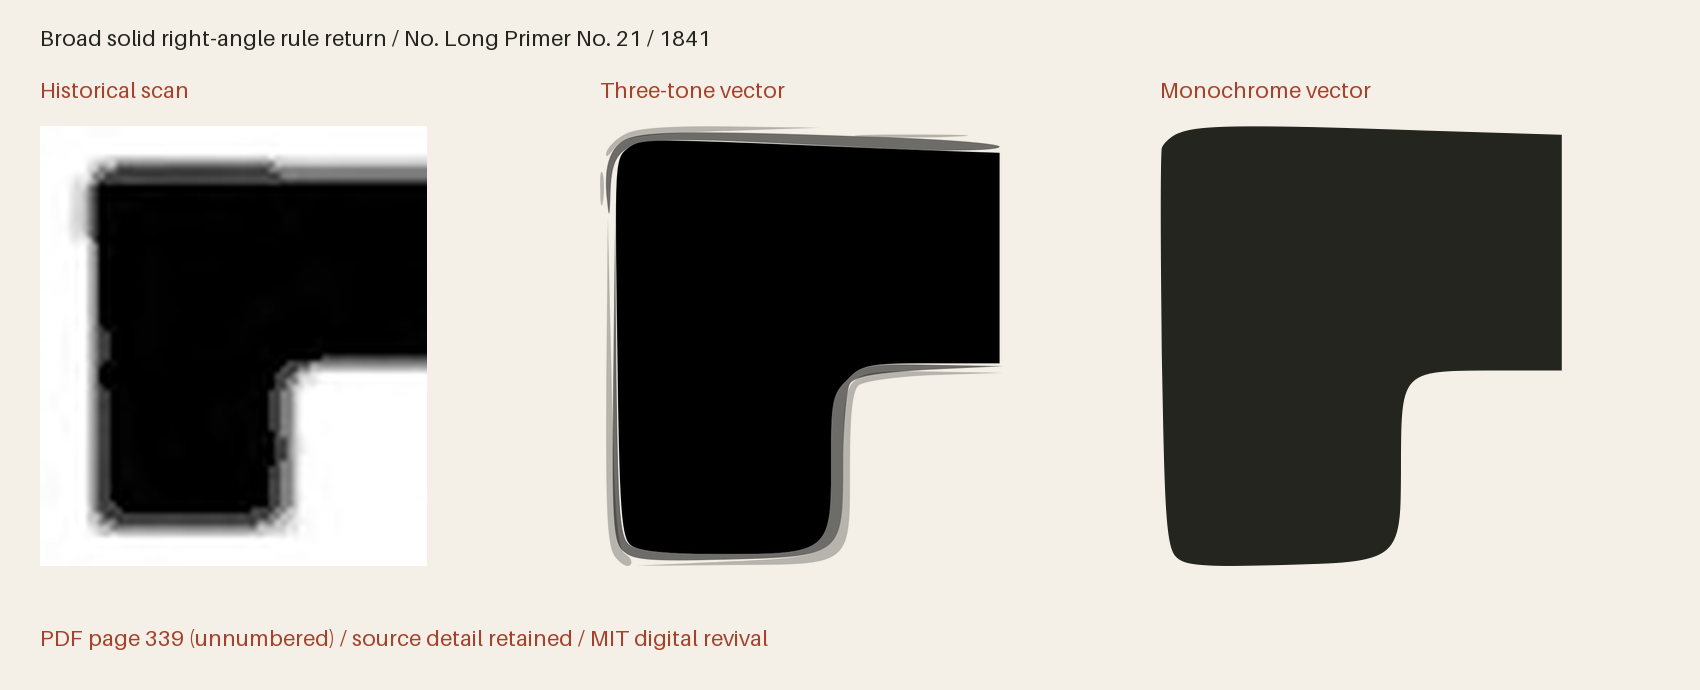 Broad solid right-angle rule return / No. Long Primer No. 21 / 1841
Historical scan
Three-tone vector
Monochrome vector
PDF page 339 (unnumbered) / source detail retained / MIT digital revival